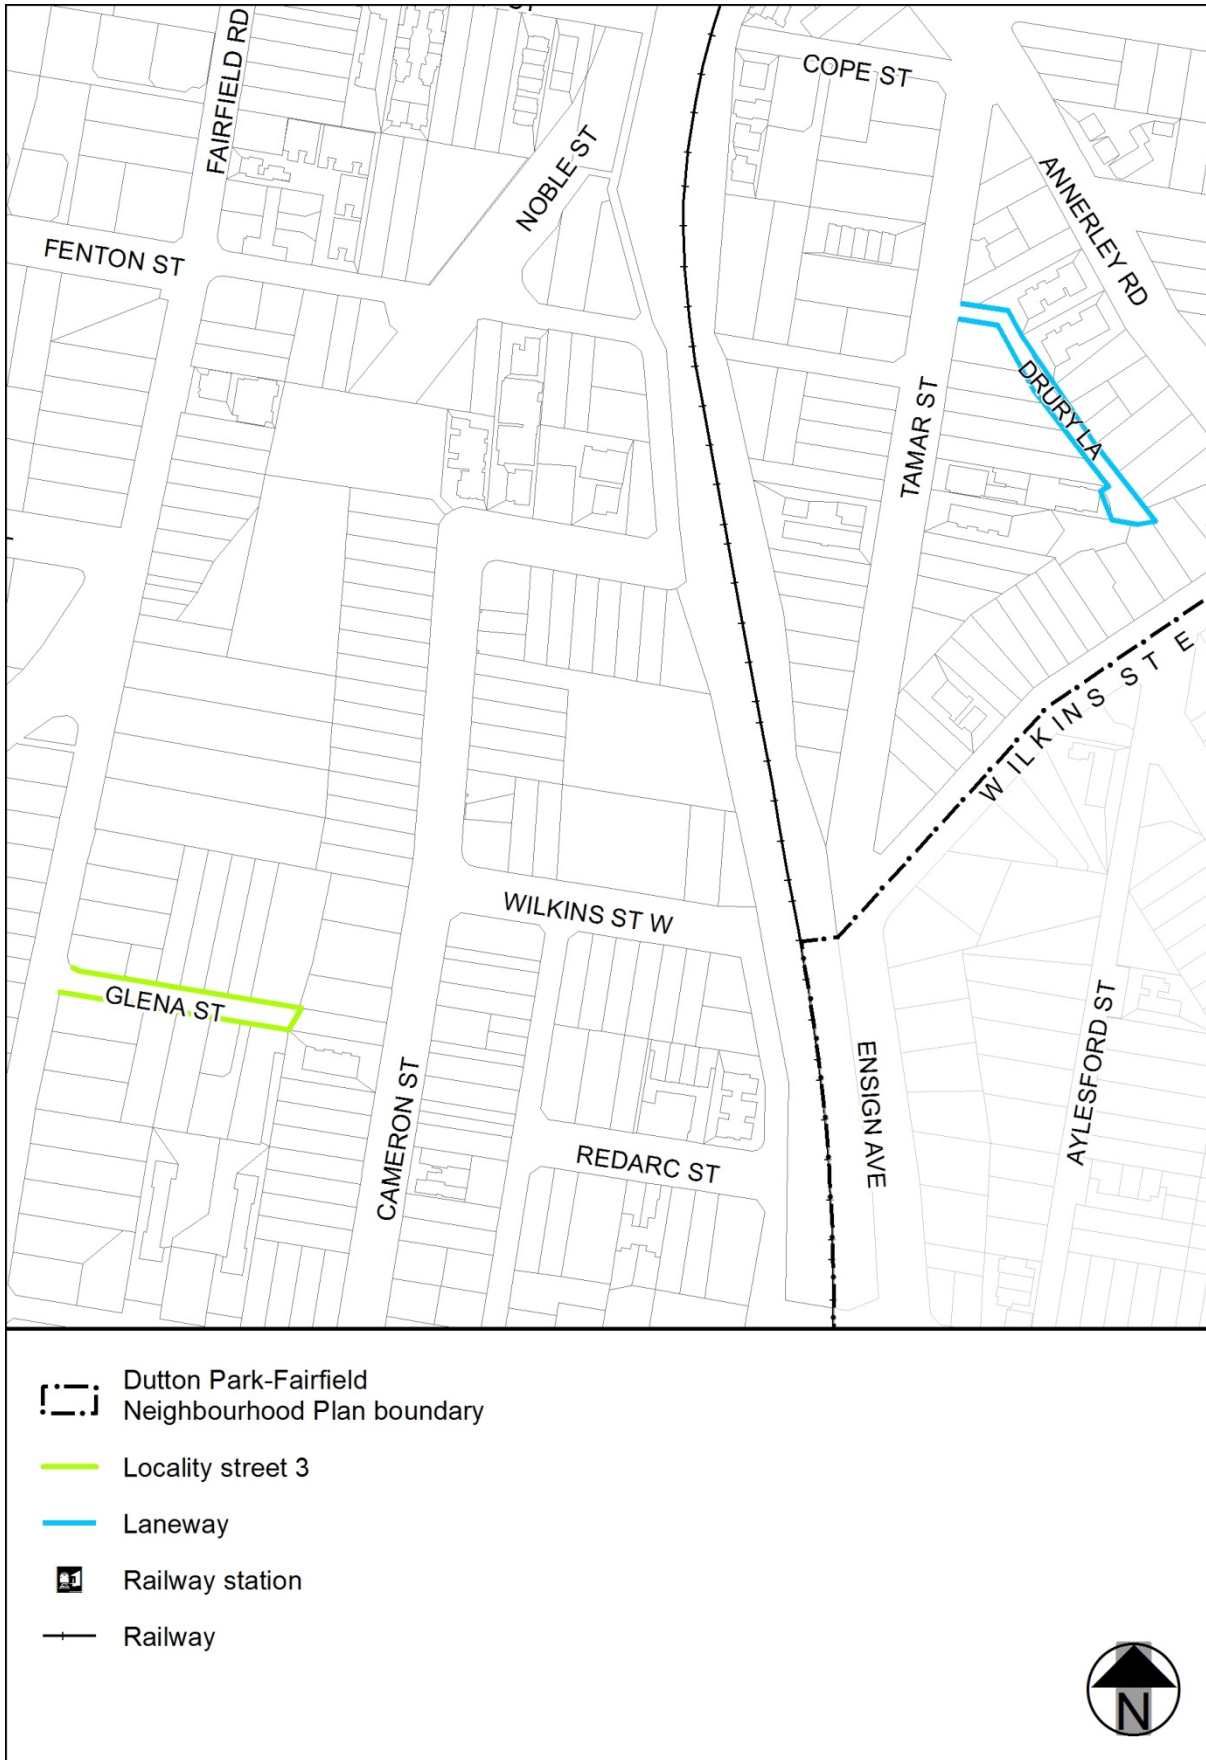 FAIRFIELD RD
COPE ST
NOBLE ST
ANNERLEY RD
FENTON ST
DRURY LA
TAMAR ST
WILKINS ST E
WILKINS ST W
GLENA ST
CAMERON ST
ENSIGN AVE
AYLESFORD ST
REDARC ST
Dutton Park-Fairfield
Neighbourhood Plan boundary
Locality street 3
Laneway
Railway station
Railway
N